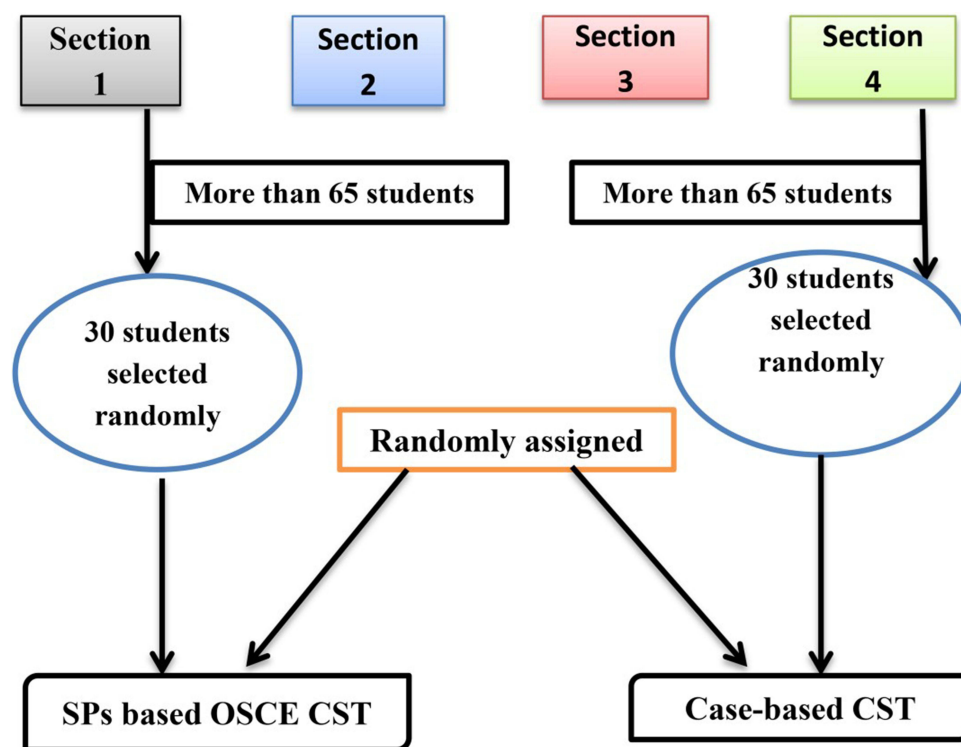 Section
1
Section
2
Section
3
Section
4
More than 65 students
More than 65 students
30 students
selected
randomly
30 students
selected
randomly
Randomly assigned
SPs based OSCE CST
Case-based CST